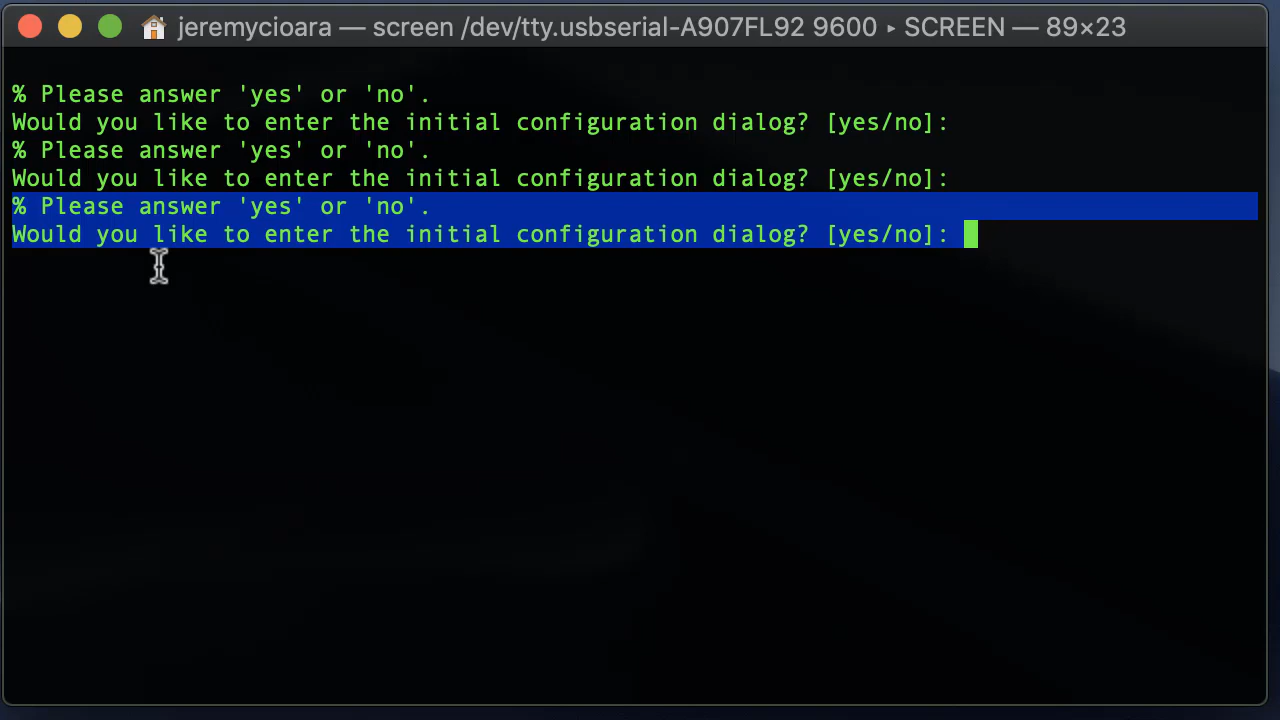 jeremycioara — screen /dev/tty.usbserial-A907FL92 9600 ▸ SCREEN — 89×23
% Please answer 'yes' or 'no'.
Would you like to enter the initial configuration dialog? [yes/no]:
% Please answer 'yes' or 'no'.
Would you like to enter the initial configuration dialog? [yes/no]:
% Please answer 'yes' or 'no'.
Would you like to enter the initial configuration dialog? [yes/no]: